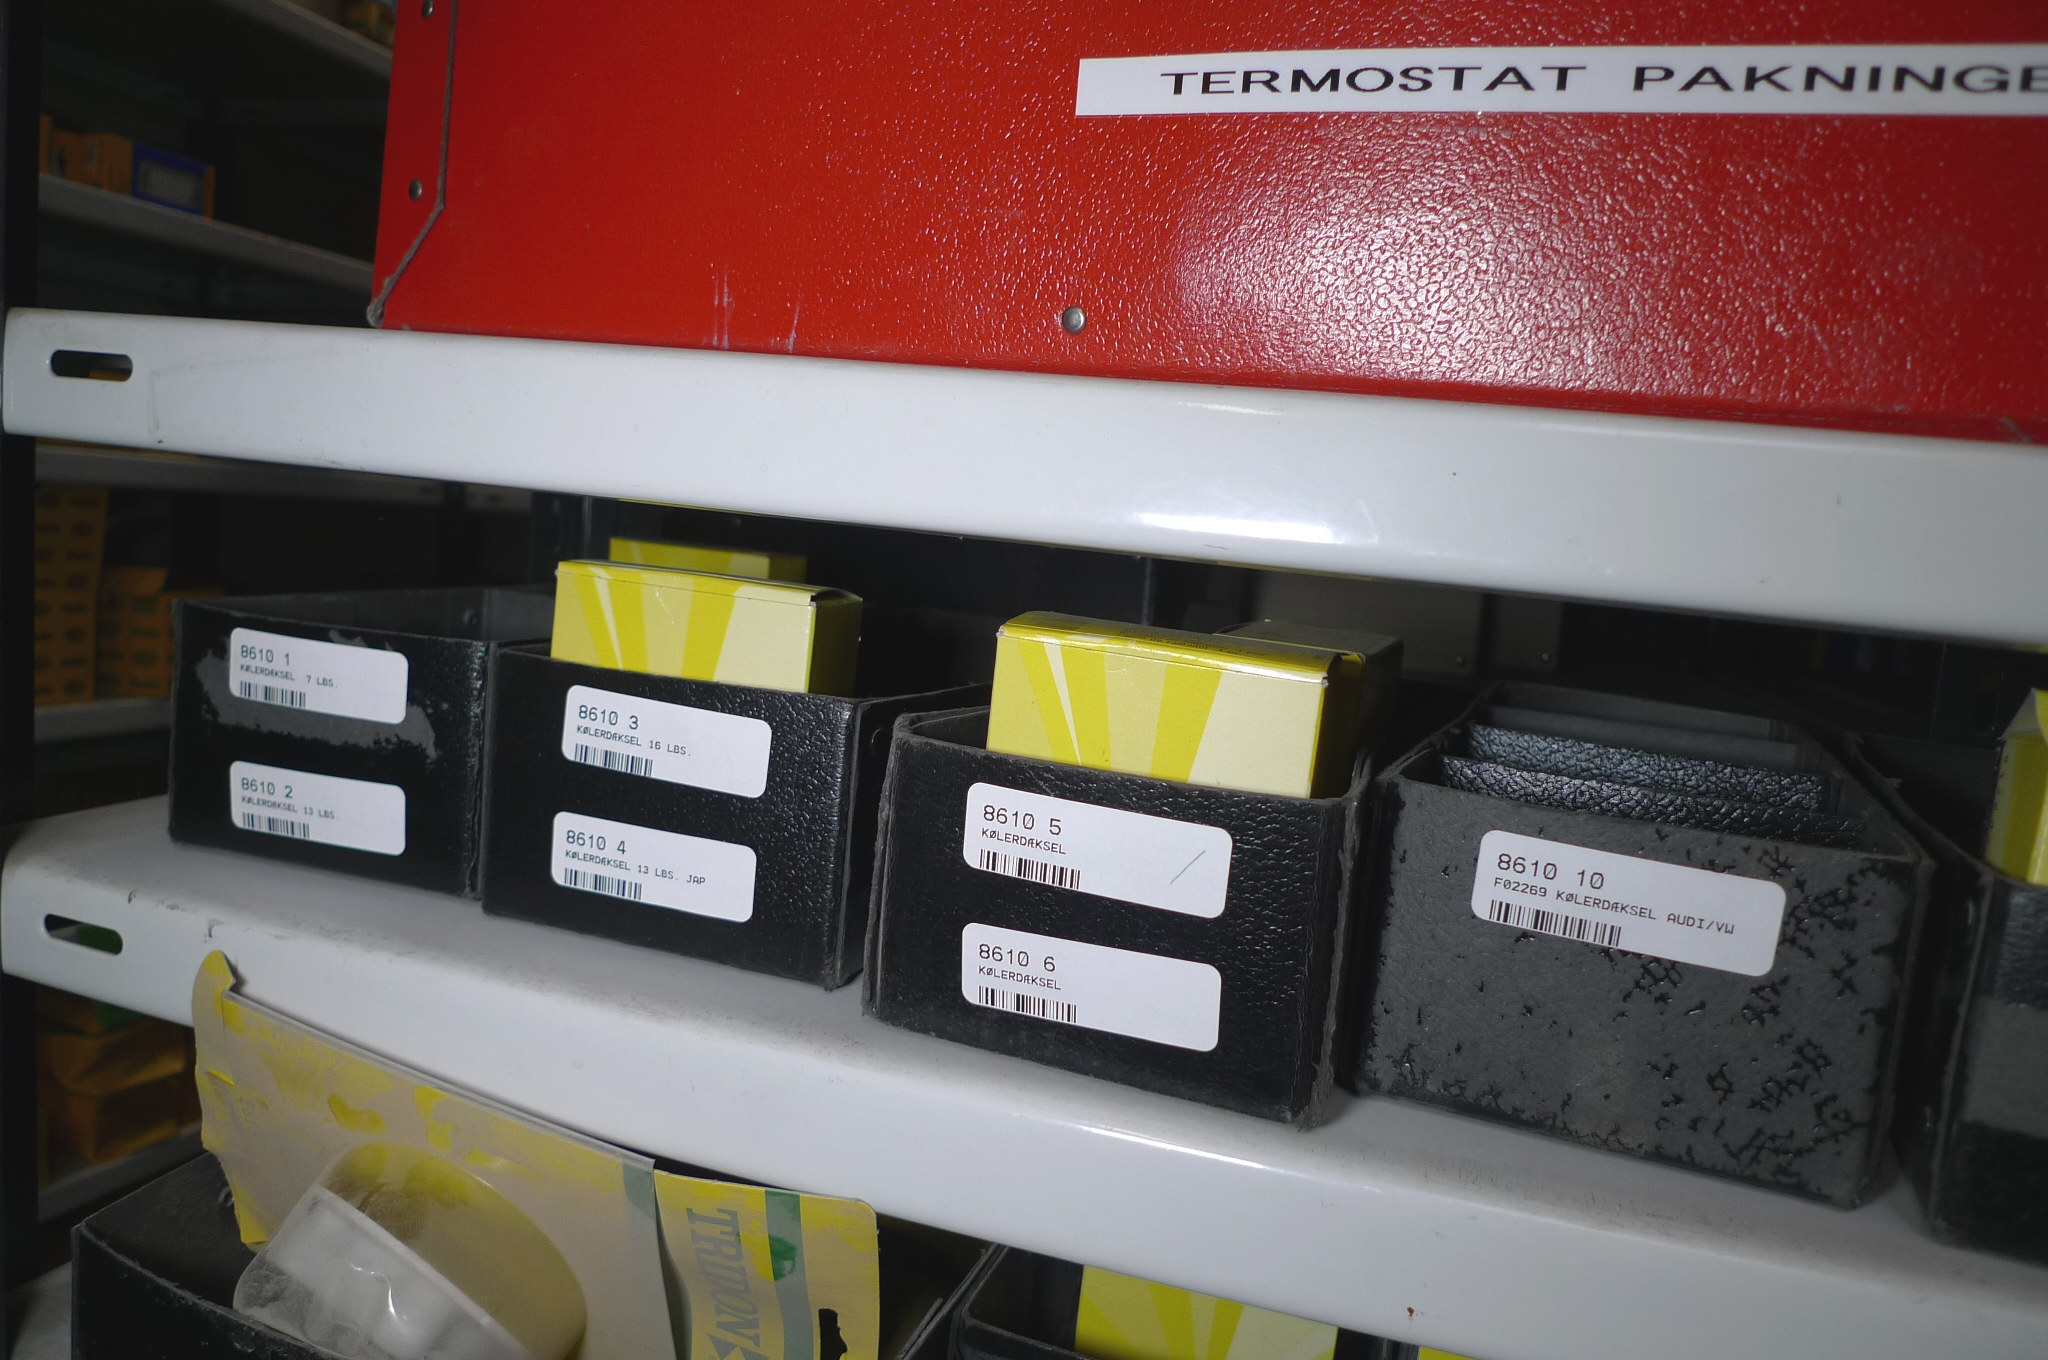 TERMOSTAT PAKNINGE
8610 1
KØLERDÆKSEL 7 LBS.
8610 2
KØLERDÆKSEL 13 LBS.
8610 3
KØLERDÆKSEL 16 LBS.
8610 4
KØLERDÆKSEL 13 LBS. JAP
8610 5
KØLERDÆKSEL
8610 6
KØLERDÆKSEL
8610 10
F02269 KØLERDÆKSEL AUDI/VW
TRIDON